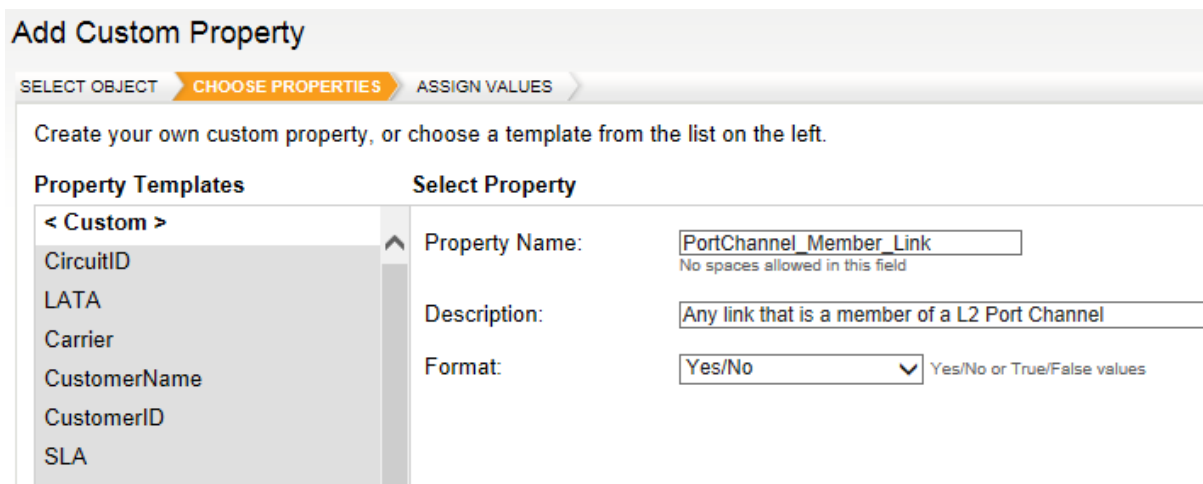 Add Custom Property
SELECT OBJECT CHOOSE PROPERTIES ASSIGN VALUES
Create your own custom property, or choose a template from the list on the left.
Property Templates Select Property
< Custom >
CircuitID
LATA
Carrier
CustomerName
CustomerID
SLA
Property Name: PortChannel_Member_Link
No spaces allowed in this field
Description: Any link that is a member of a L2 Port Channel
Format: Yes/No Yes/No or True/False values